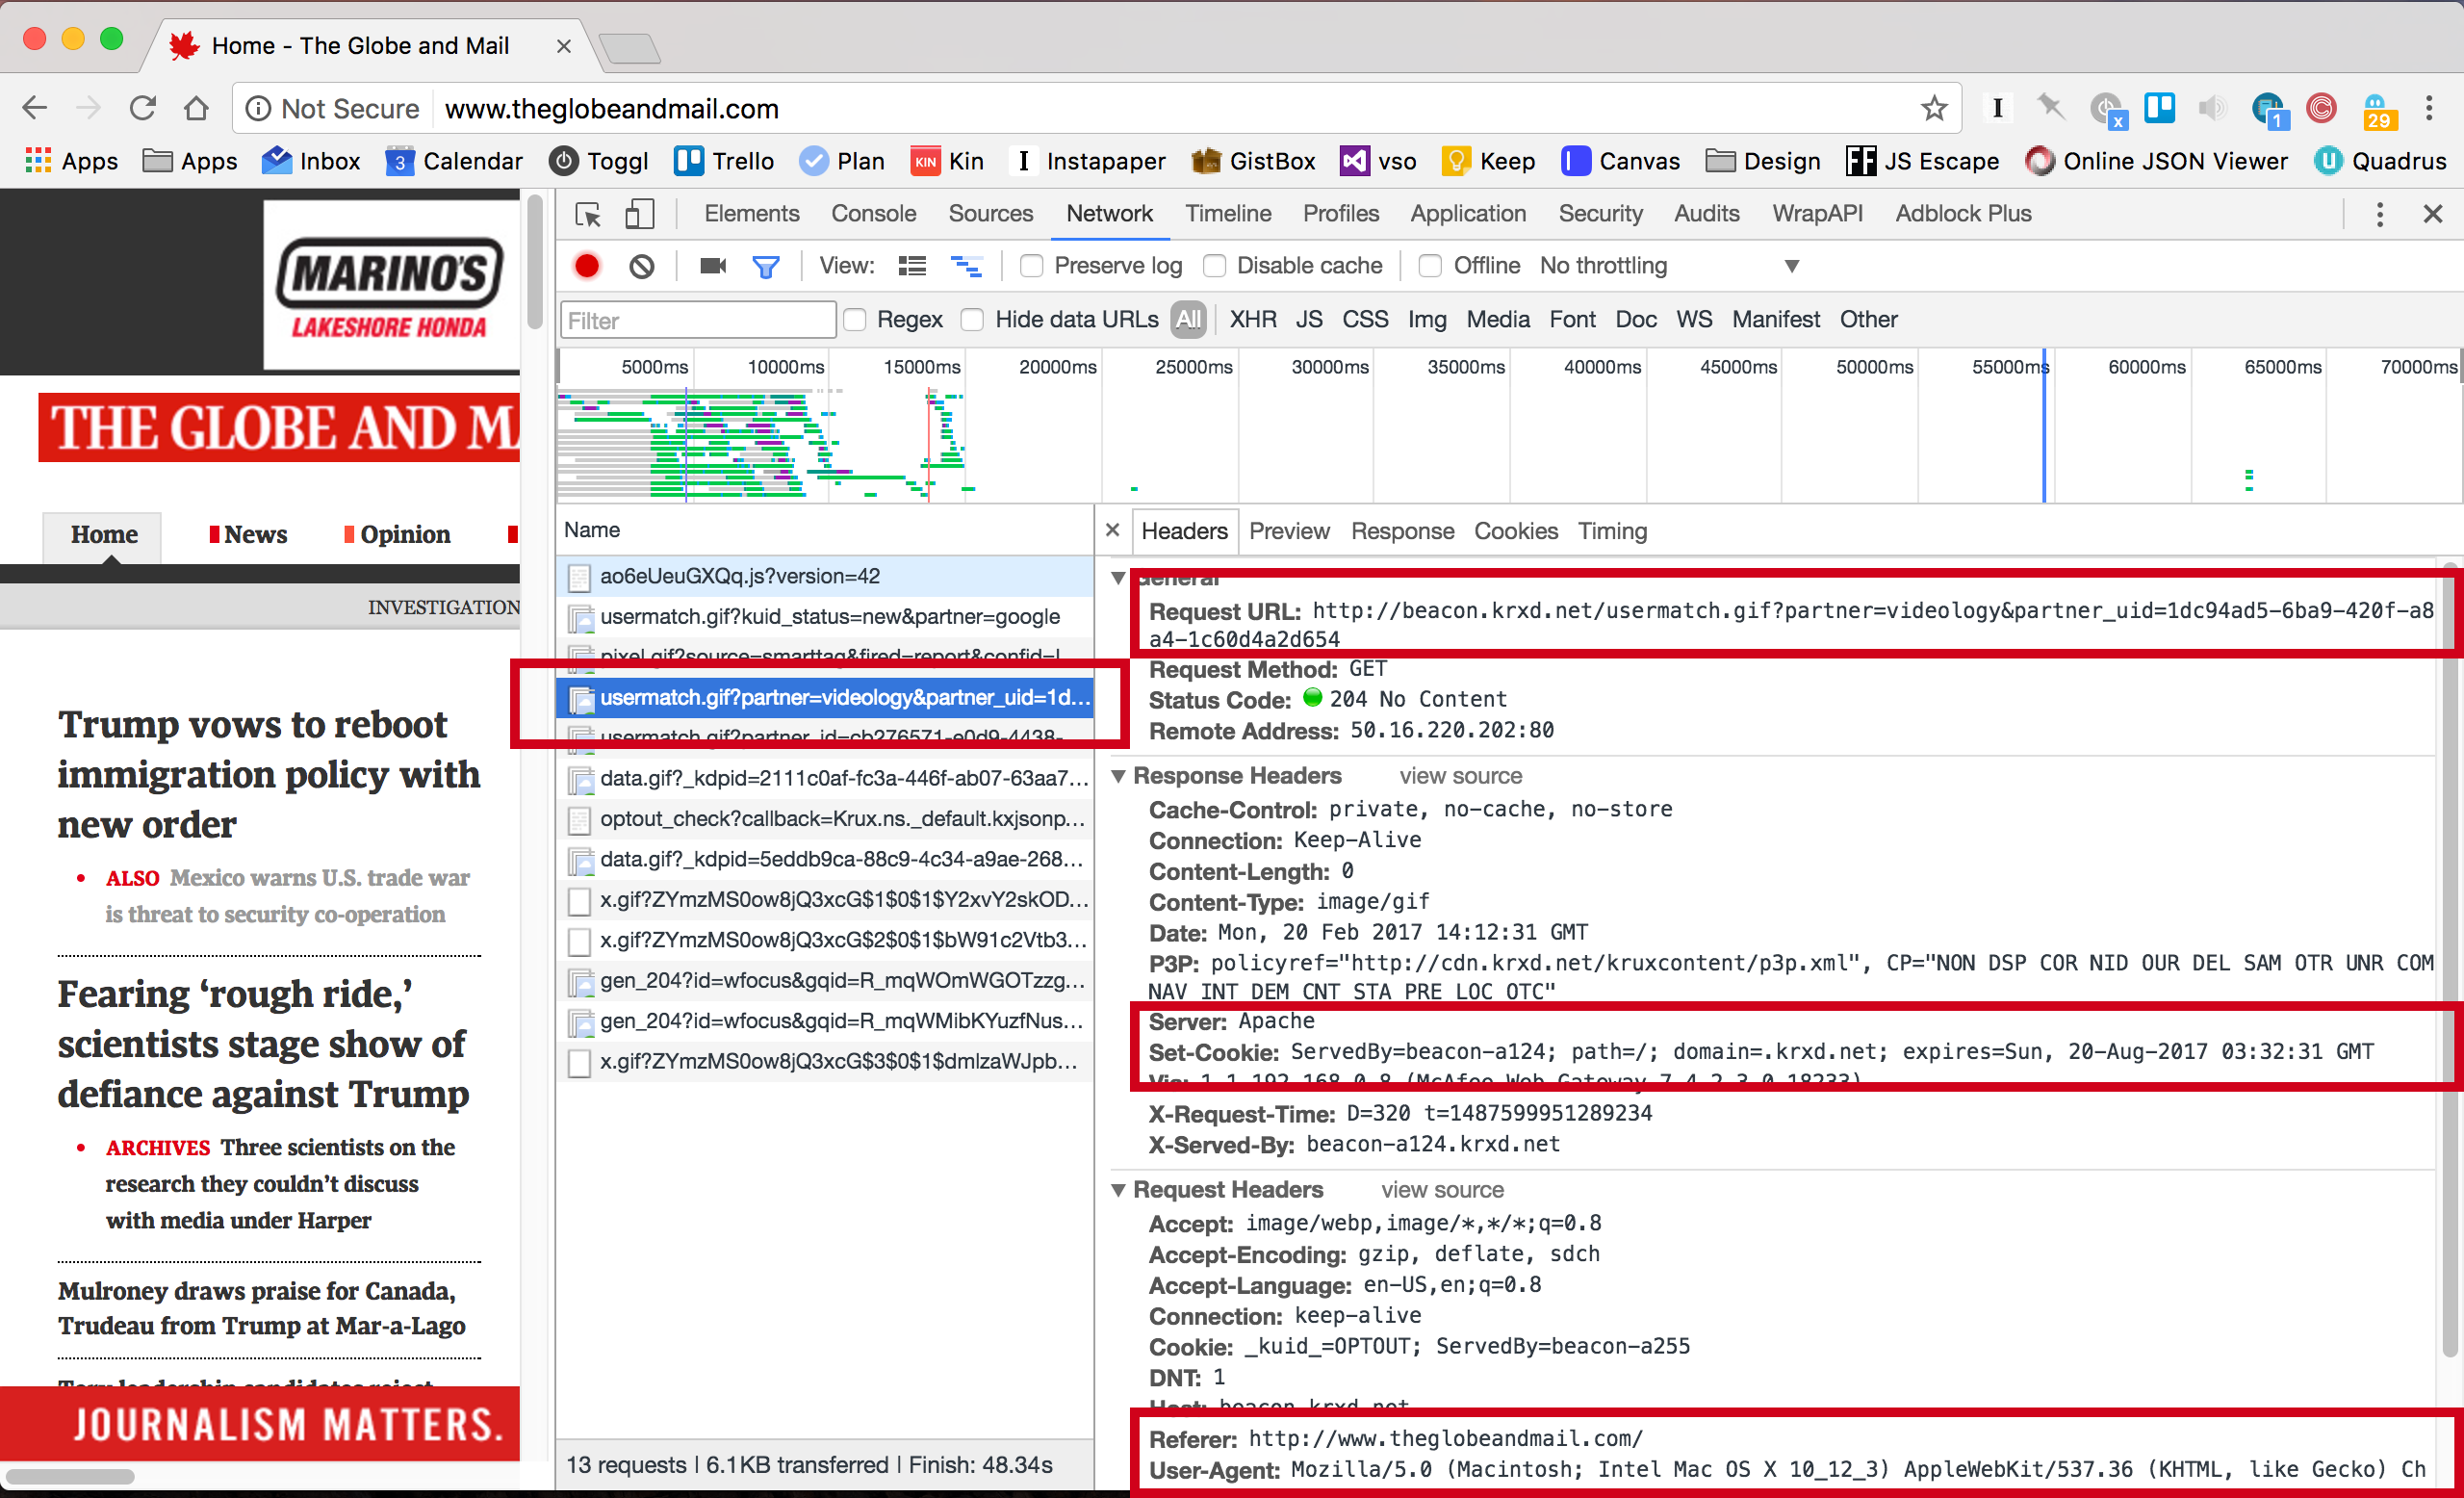 Home - The Globe and Mail
Not Secure www.theglobeandmail.com
x 1 29
Apps Apps Inbox 3 Calendar Toggl Trello Plan KIN Kin I Instapaper GistBox vso Keep Canvas Design FF JS Escape Online JSON Viewer U Quadrus
MARINO'S
LAKESHORE HONDA
THE GLOBE AND MA
Home News Opinion
INVESTIGATION
Trump vows to reboot
immigration policy with
new order
• ALSO Mexico warns U.S. trade war
is threat to security co-operation
Fearing ‘rough ride,’
scientists stage show of
defiance against Trump
• ARCHIVES Three scientists on the
research they couldn’t discuss
with media under Harper
Mulroney draws praise for Canada,
Trudeau from Trump at Mar-a-Lago
Tory leadership candidates reject
JOURNALISM MATTERS.
Elements Console Sources Network Timeline Profiles Application Security Audits WrapAPI Adblock Plus
View: Preserve log Disable cache Offline No throttling
Filter Regex Hide data URLs All XHR JS CSS Img Media Font Doc WS Manifest Other
5000ms 10000ms 15000ms 20000ms 25000ms 30000ms 35000ms 40000ms 45000ms 50000ms 55000ms 60000ms 65000ms 70000ms
Name
ao6eUeuGXQq.js?version=42
usermatch.gif?kuid_status=new&partner=google
pixel.gif?source=smarttag&fired=report&confid=
usermatch.gif?partner=videology&partner_uid=1d...
usermatch.gif?partner_id=cb276571-e0d9-4438-
data.gif?_kdpid=2111c0af-fc3a-446f-ab07-63aa7...
optout_check?callback=Krux.ns._default.kxjsonp...
data.gif?_kdpid=5eddb9ca-88c9-4c34-a9ae-268...
x.gif?ZYmzMS0ow8jQ3xcG$1$0$1$Y2xvY2skOD...
x.gif?ZYmzMS0ow8jQ3xcG$2$0$1$bW91c2Vtb3...
gen_204?id=wfocus&gqid=R_mqWOmWGOTzzg...
gen_204?id=wfocus&gqid=R_mqWMibKYuzfNus...
x.gif?ZYmzMS0ow8jQ3xcG$3$0$1$dmlzaWJpb...
13 requests | 6.1KB transferred | Finish: 48.34s
Headers Preview Response Cookies Timing
General
Request URL: http://beacon.krxd.net/usermatch.gif?partner=videology&partner_uid=1dc94ad5-6ba9-420f-a8
a4-1c60d4a2d654
Request Method: GET
Status Code: 204 No Content
Remote Address: 50.16.220.202:80
Response Headers view source
Cache-Control: private, no-cache, no-store
Connection: Keep-Alive
Content-Length: 0
Content-Type: image/gif
Date: Mon, 20 Feb 2017 14:12:31 GMT
P3P: policyref="http://cdn.krxd.net/kruxcontent/p3p.xml", CP="NON DSP COR NID OUR DEL SAM OTR UNR COM
NAV INT DEM CNT STA PRE LOC OTC"
Server: Apache
Set-Cookie: ServedBy=beacon-a124; path=/; domain=.krxd.net; expires=Sun, 20-Aug-2017 03:32:31 GMT
Via: 1.1 192.168.0.8 (McAfee Web Gateway 7.4.2.3.0.18233)
X-Request-Time: D=320 t=1487599951289234
X-Served-By: beacon-a124.krxd.net
Request Headers view source
Accept: image/webp,image/*,*/*;q=0.8
Accept-Encoding: gzip, deflate, sdch
Accept-Language: en-US,en;q=0.8
Connection: keep-alive
Cookie: _kuid_=OPTOUT; ServedBy=beacon-a255
DNT: 1
Host: beacon.krxd.net
Referer: http://www.theglobeandmail.com/
User-Agent: Mozilla/5.0 (Macintosh; Intel Mac OS X 10_12_3) AppleWebKit/537.36 (KHTML, like Gecko) Ch